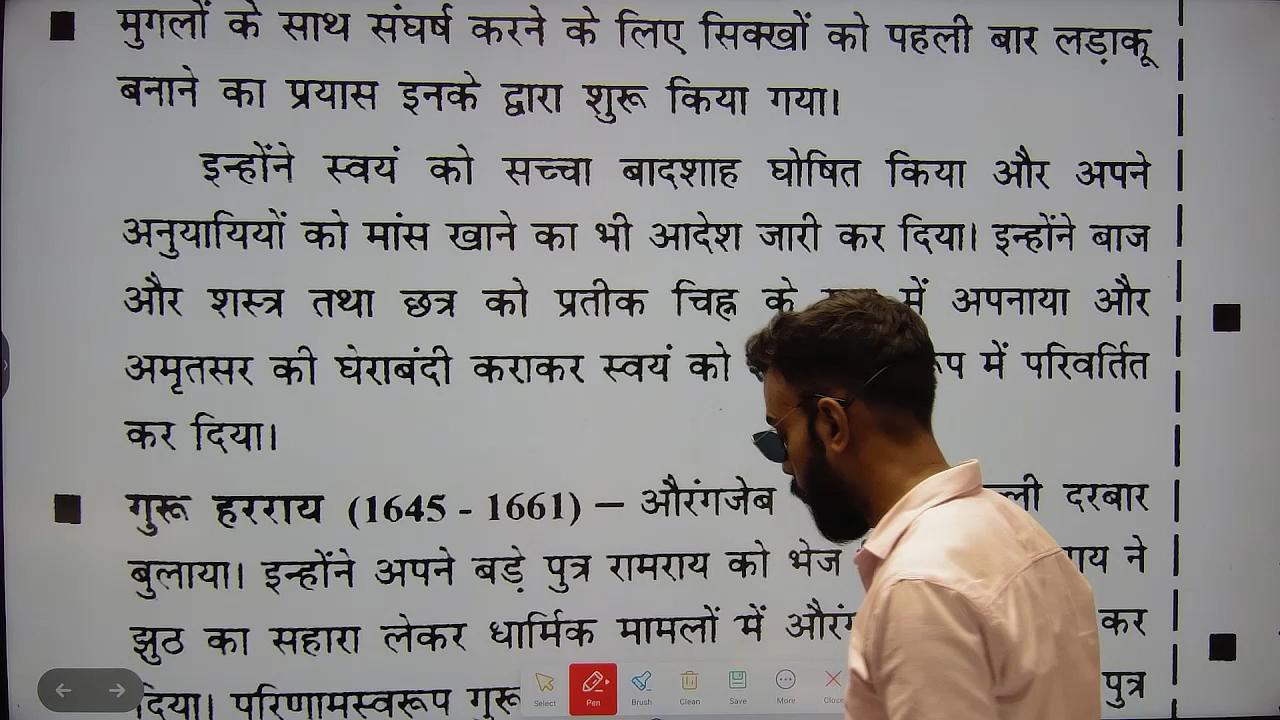 मुगलों के साथ संघर्ष करने के लिए सिक्खों को पहली बार लड़ाकू
बनाने का प्रयास इनके द्वारा शुरू किया गया।
इन्होंने स्वयं को सच्चा बादशाह घोषित किया और अपने
अनुयायियों को मांस खाने का भी आदेश जारी कर दिया। इन्होंने बाज
और शस्त्र तथा छत्र को प्रतीक चिह्न के में अपनाया और
अमृतसर की घेराबंदी कराकर स्वयं को में परिवर्तित
कर दिया।
गुरू हरराय (1645 - 1661) – औरंगजेब दरबार
बुलाया। इन्होंने अपने बड़े पुत्र रामराय को भेज ने
झुठ का सहारा लेकर धार्मिक मामलों में कर
दिया। परिणामस्वरूप गुरू पुत्र
Select Pen Brush Clean Save More Close